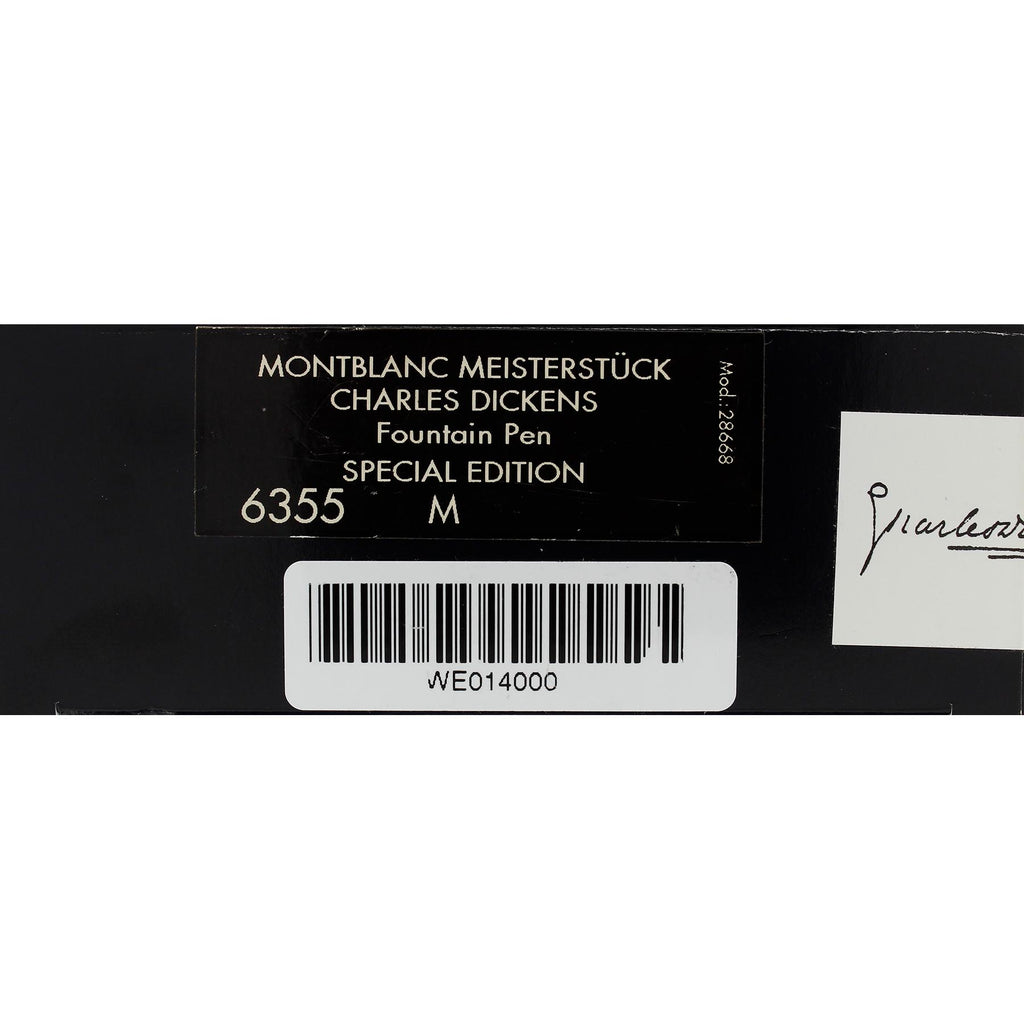 MONTBLANC MEISTERSTÜCK
CHARLES DICKENS
Fountain Pen
SPECIAL EDITION
6355 M
Mod.: 28668
WE014000